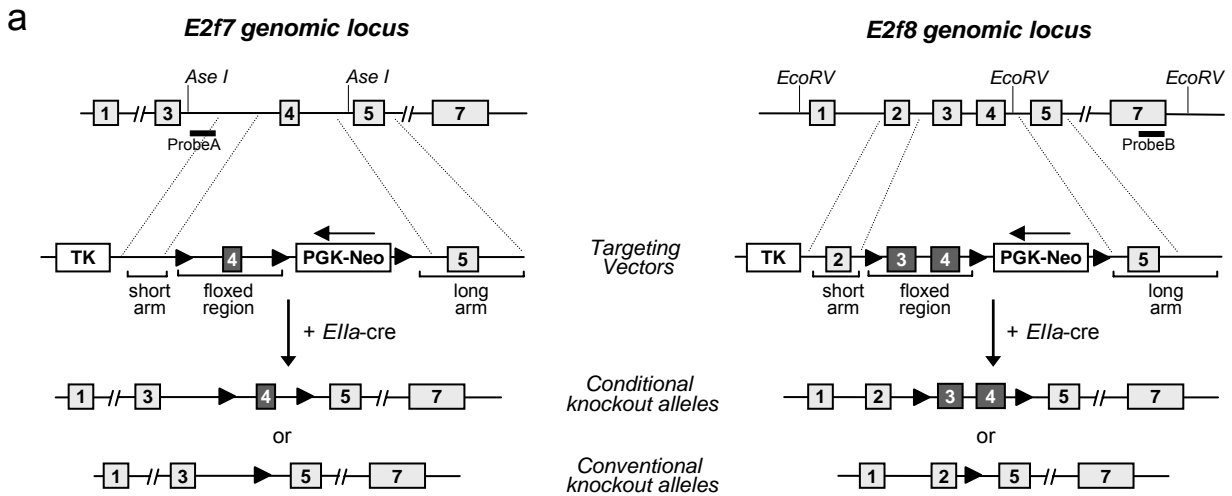 a
E2f7 genomic locus
Ase I
Ase I
1
3
4
5
7
ProbeA
TK
4
PGK-Neo
5
short
arm
floxed
region
long
arm
+ EIIa-cre
1
3
4
5
7
or
1
3
5
7
Targeting
Vectors
Conditional
knockout alleles
Conventional
knockout alleles
E2f8 genomic locus
EcoRV
EcoRV
EcoRV
1
2
3
4
5
7
ProbeB
TK
2
3
4
PGK-Neo
5
short
arm
floxed
region
long
arm
+ EIIa-cre
1
2
3
4
5
7
or
1
2
5
7